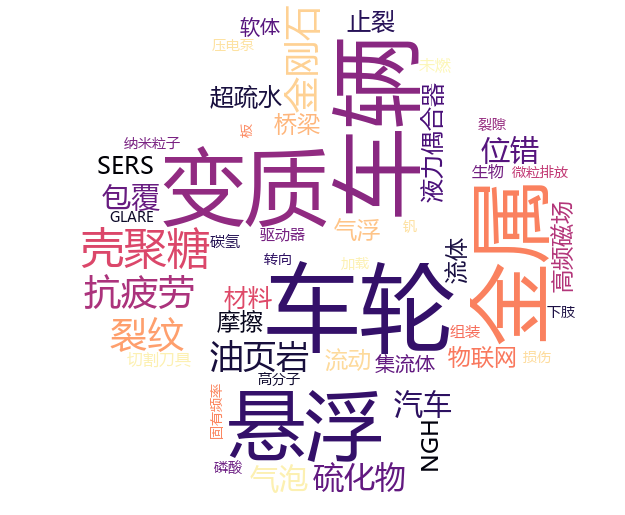 软体
金刚石
止裂
压电泵
车辆
未燃
超疏水
桥梁
板
液力偶合器
裂隙
纳米粒子
位错
SERS
变质
生物
微粒排放
包覆
GLARE
金属
高频磁场
壳聚糖
碳氢
驱动器
气浮
钒
流体
转向
加载
抗疲劳
材料
车轮
下肢
裂纹
摩擦
组装
切割刀具
油页岩
流动
集流体
物联网
损伤
高分子
固有频率
悬浮
汽车
NGH
磷酸
气泡
硫化物